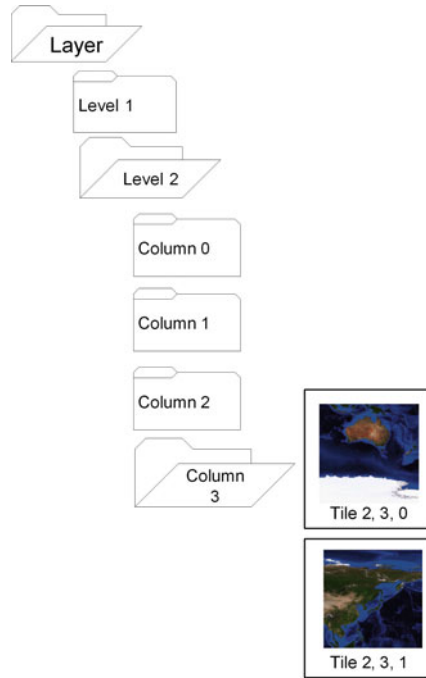 Layer
Level 1
Level 2
Column 0
Column 1
Column 2
Column
3
Tile 2, 3, 0
Tile 2, 3, 1